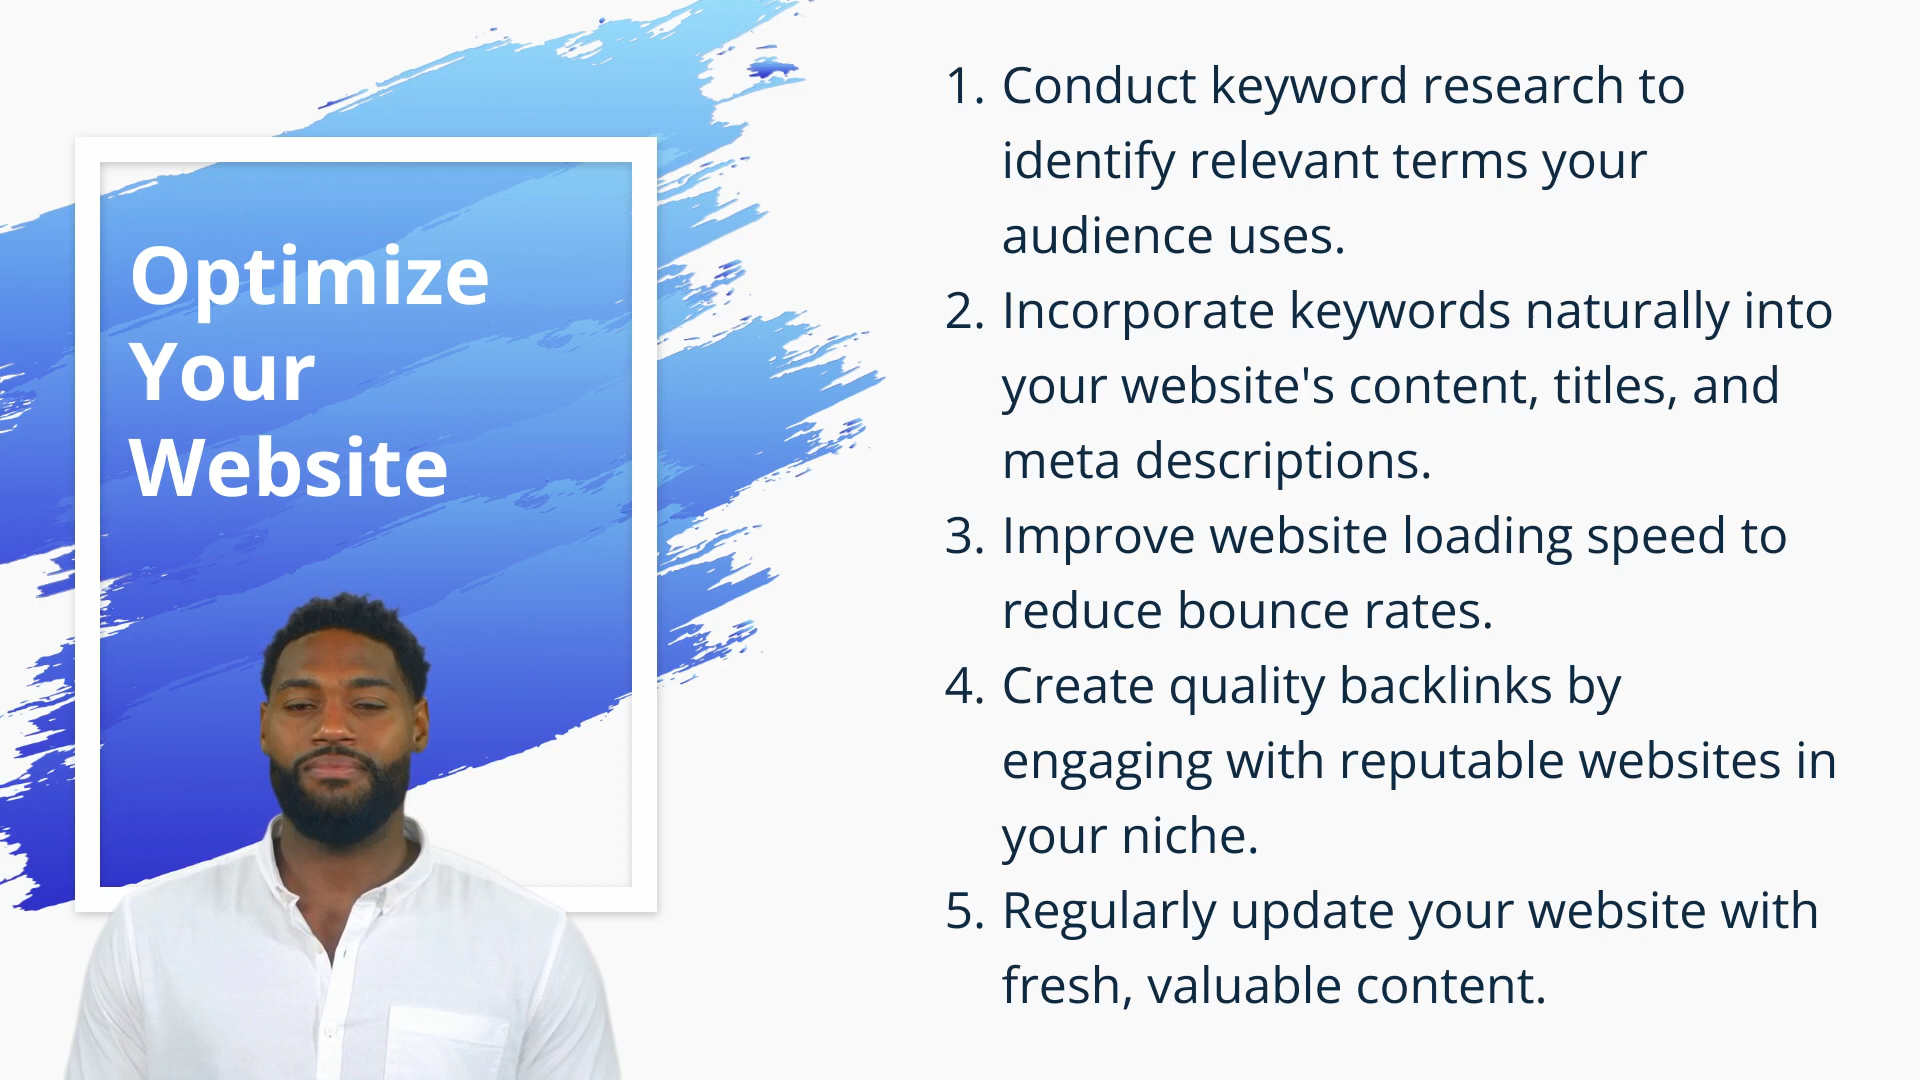 Optimize
Your
Website
1. Conduct keyword research to
identify relevant terms your
audience uses.
2. Incorporate keywords naturally into
your website's content, titles, and
meta descriptions.
3. Improve website loading speed to
reduce bounce rates.
4. Create quality backlinks by
engaging with reputable websites in
your niche.
5. Regularly update your website with
fresh, valuable content.